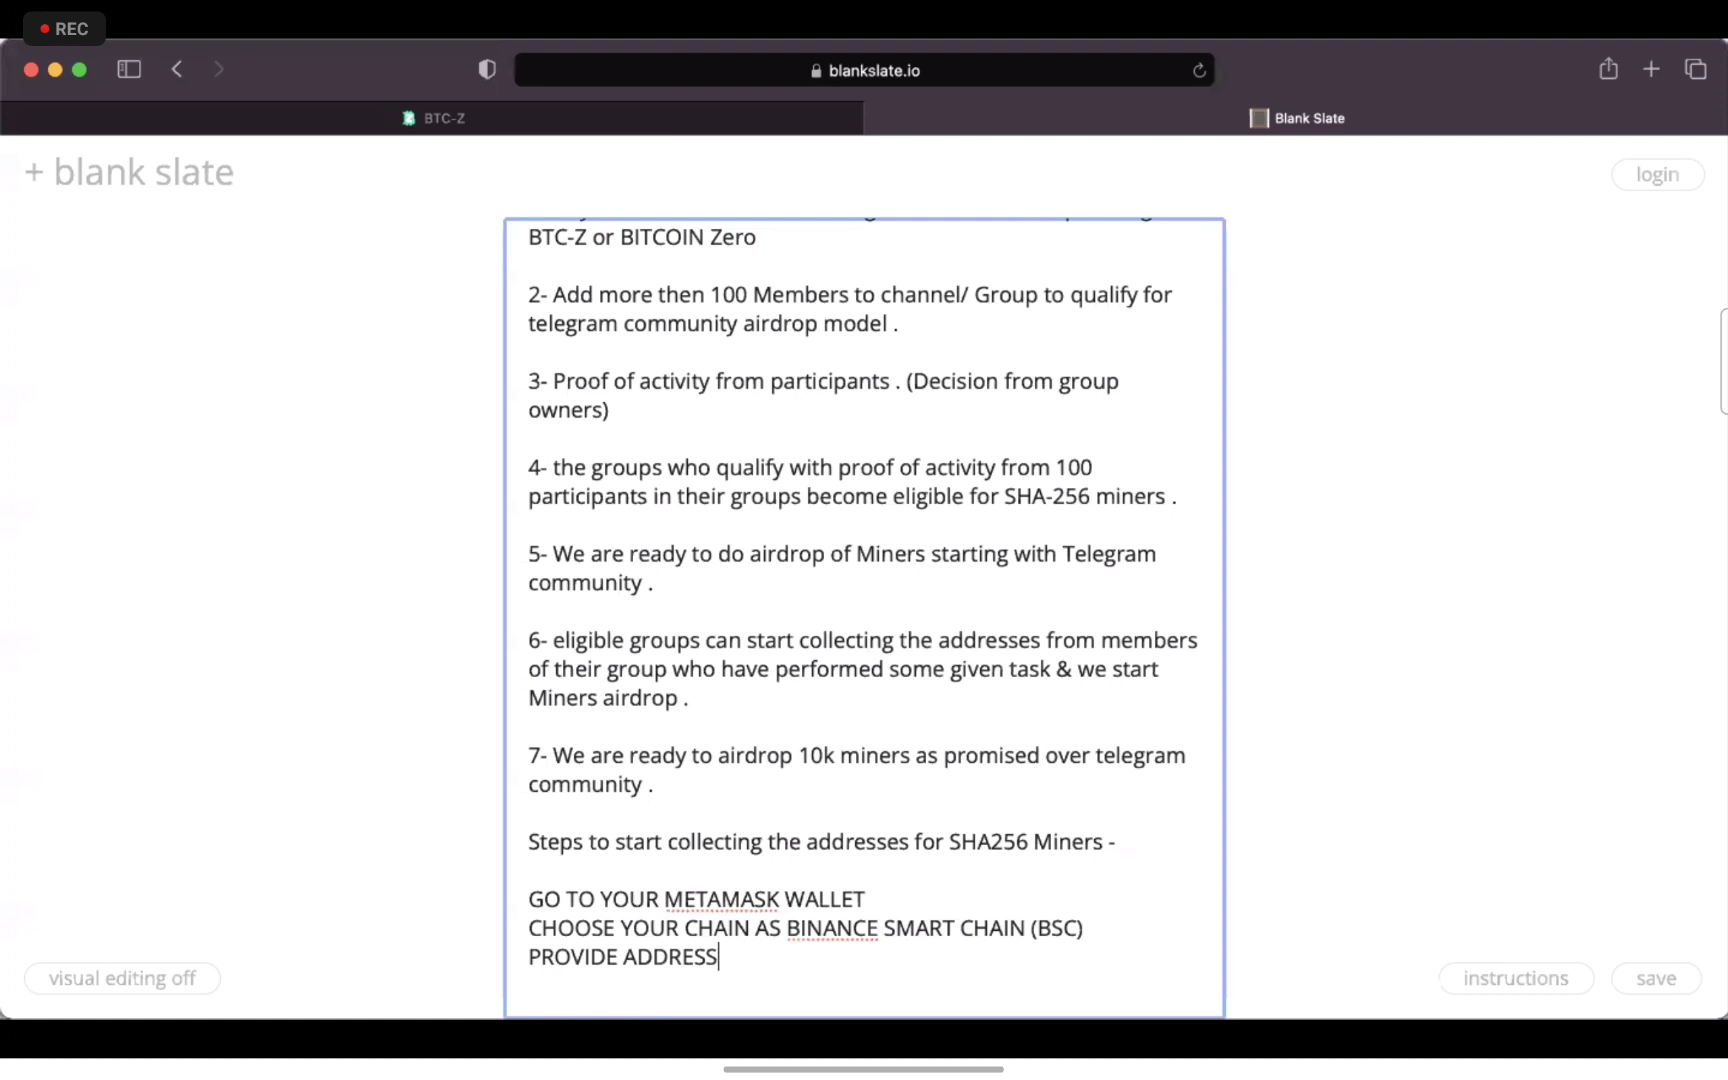 REC
blankslate.io
BTC-Z
Blank Slate
+ blank slate
login
BTC-Z or BITCOIN Zero
2- Add more then 100 Members to channel/ Group to qualify for
telegram community airdrop model .
3- Proof of activity from participants . (Decision from group
owners)
4- the groups who qualify with proof of activity from 100
participants in their groups become eligible for SHA-256 miners .
5- We are ready to do airdrop of Miners starting with Telegram
community .
6- eligible groups can start collecting the addresses from members
of their group who have performed some given task & we start
Miners airdrop .
7- We are ready to airdrop 10k miners as promised over telegram
community .
Steps to start collecting the addresses for SHA256 Miners -
GO TO YOUR METAMASK WALLET
CHOOSE YOUR CHAIN AS BINANCE SMART CHAIN (BSC)
PROVIDE ADDRESS
visual editing off
instructions
save